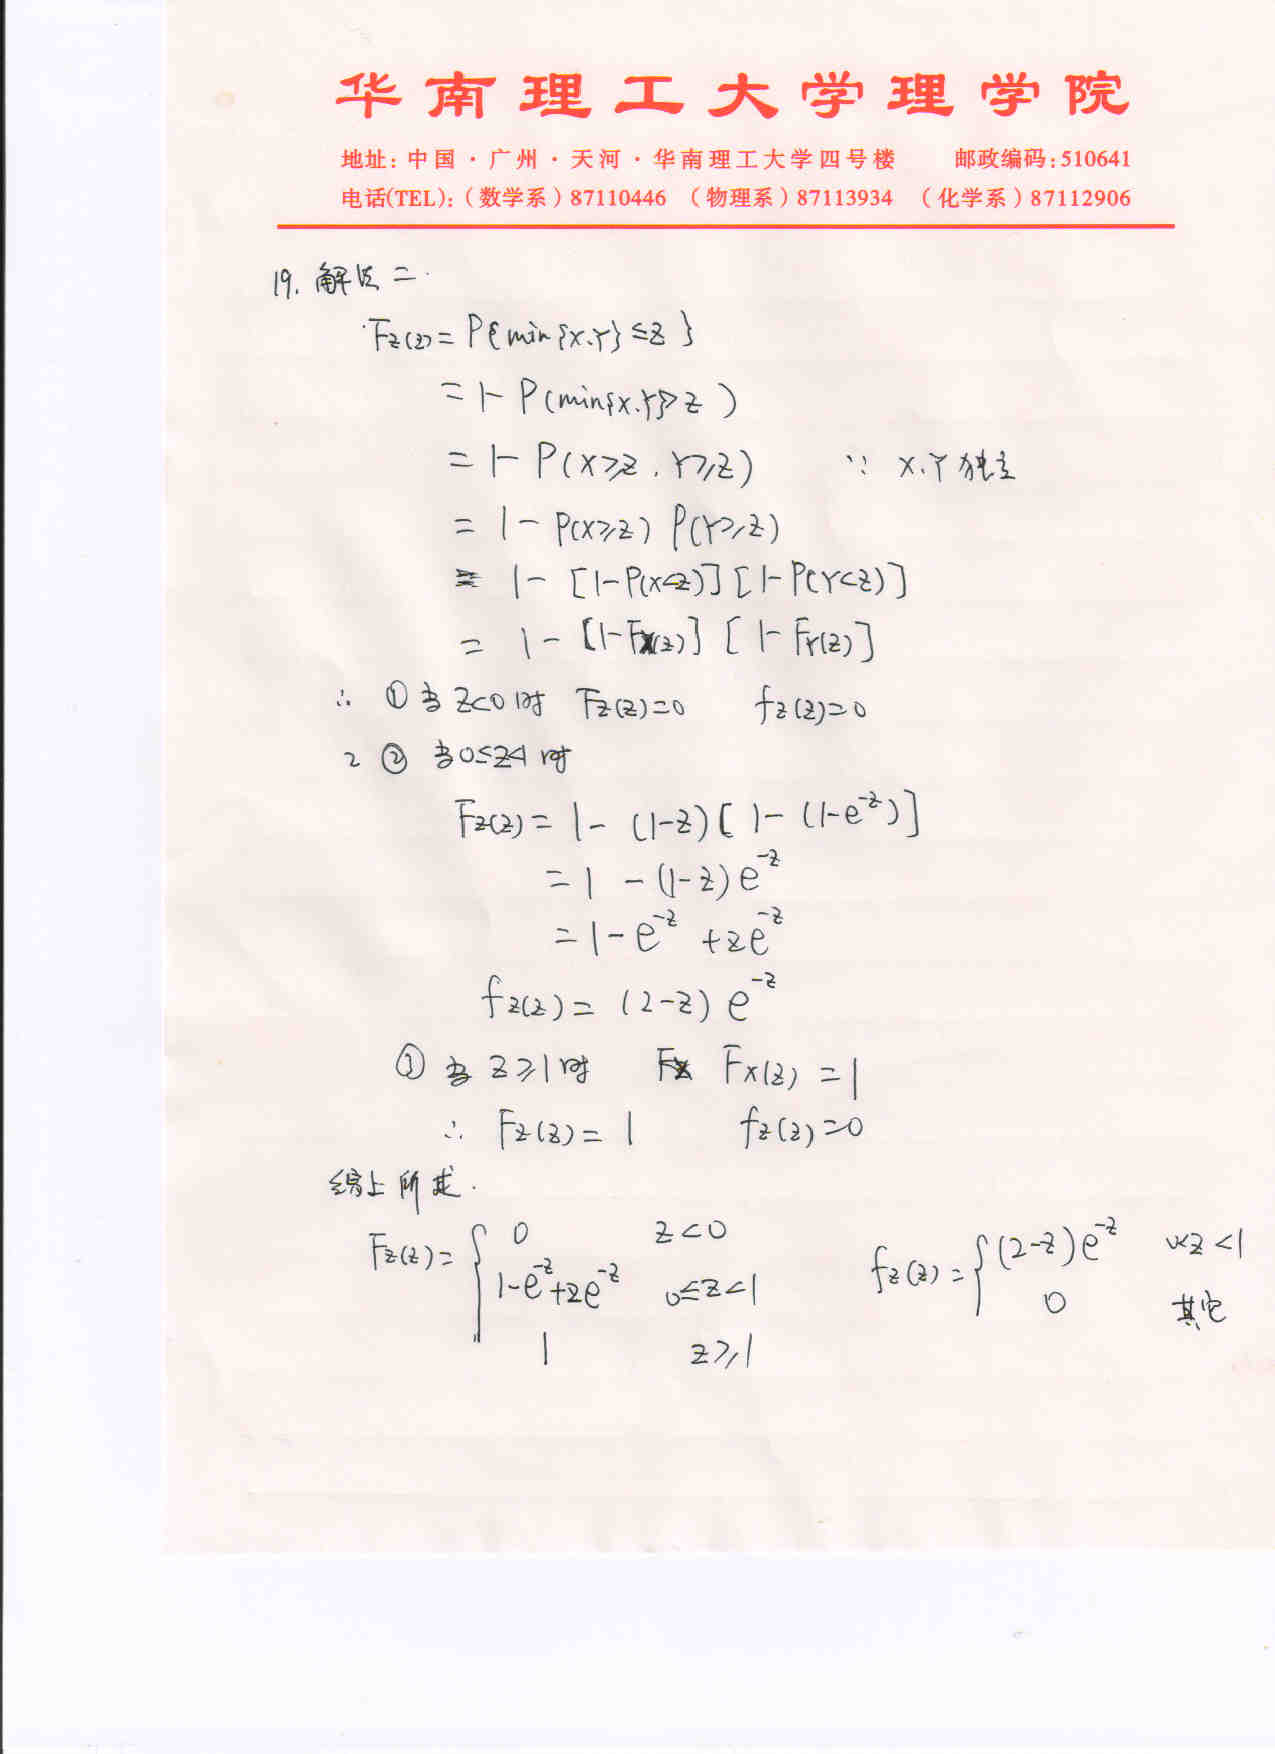 华南理工大学理学院
地址: 中国·广州·天河·华南理工大学四号楼 邮政编码:510641
电话(TEL):(数学系)87110446 (物理系)87113934 (化学系)87112906
19. 解法二.
Fz(z) = P{min{X.Y} ≤ z}
= 1- P(min{X.Y}>z)
= 1- P(X≥z, Y≥z) ∵ X.Y独立
= 1- P(X≥z) P(Y≥z)
= 1- [1-P(X<z)][1-P(Y<z)]
= 1- [1-Fx(z)][1-FY(z)]
∴ ① 当 z<0时 Fz(z)=0 fz(z)=0
2 ② 当0≤z<1时
Fz(z) = 1- (1-z)[1-(1-e^{-z})]
= 1 - (1-z)e^{-z}
= 1-e^{-z} + ze^{-z}
fz(z) = (2-z) e^{-z}
③ 当 z≥1时 Fx(z) = 1
∴ Fz(z) = 1 fz(z)=0
综上所述.
Fz(z) = { 0 z<0 fz(z) = { (2-z)e^{-z} 0<z<1
1-e^{-z}+ze^{-z} 0≤z<1 0 其它
1 z≥1